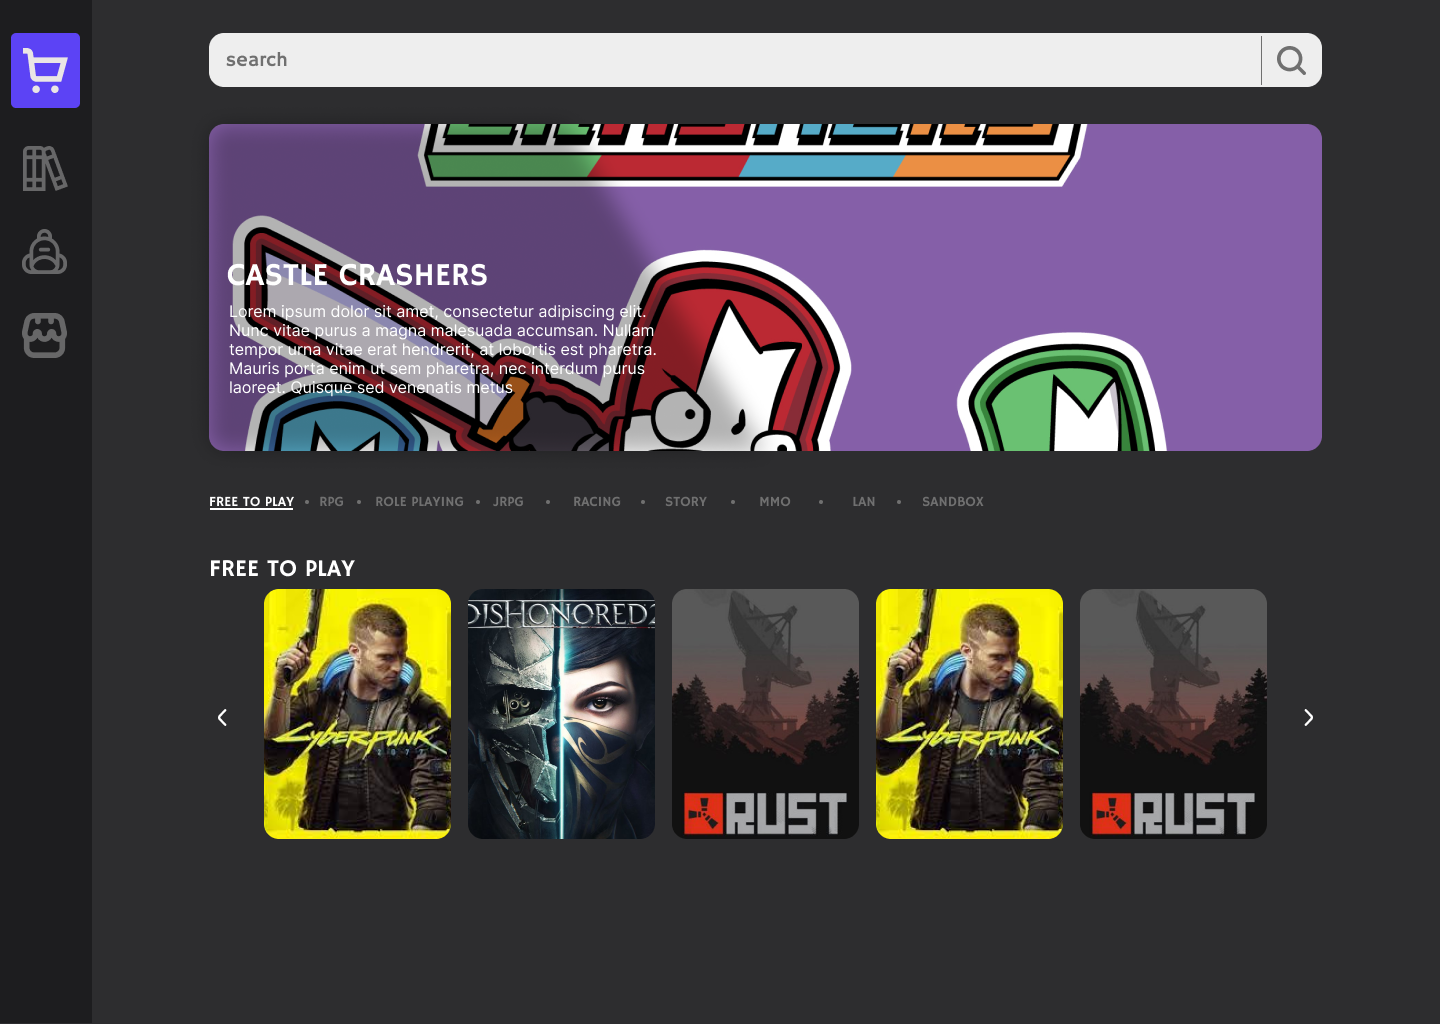 search
CASTLE CRASHERS
Lorem ipsum dolor sit amet, consectetur adipiscing elit.
Nunc vitae purus a magna malesuada accumsan. Nullam
tempor urna vitae erat hendrerit, at lobortis est pharetra.
Mauris porta enim ut sem pharetra, nec interdum purus
laoreet. Quisque sed venenatis metus
FREE TO PLAY • RPG • ROLE PLAYING • JRPG • RACING • STORY • MMO • LAN • SANDBOX
FREE TO PLAY
DISHONORED2
CYBERPUNK CYBERPUNK
2077 2077
RUST RUST